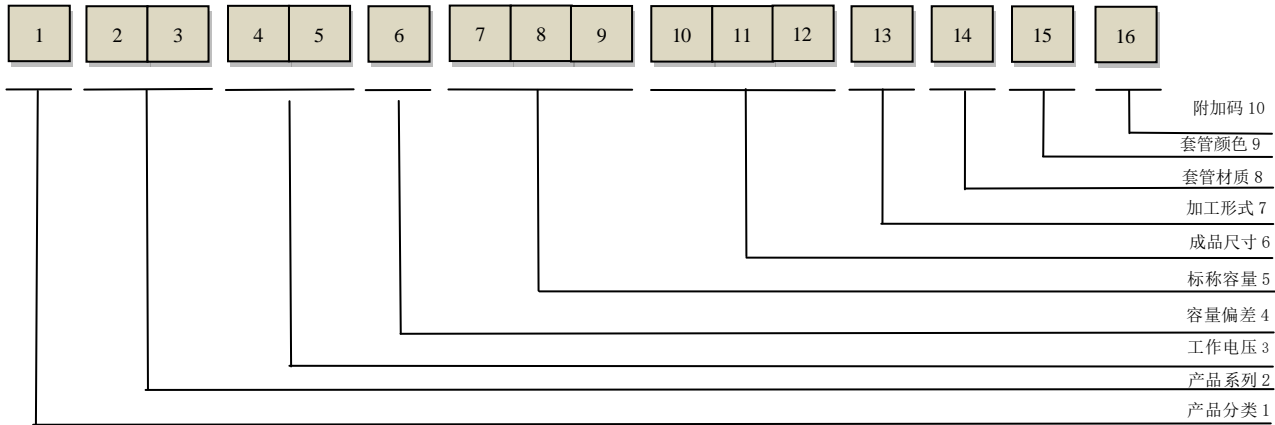 1 2 3 4 5 6 7 8 9 10 11 12 13 14 15 16
附加码 10
套管颜色 9
套管材质 8
加工形式 7
成品尺寸 6
标称容量 5
容量偏差 4
工作电压 3
产品系列 2
产品分类 1